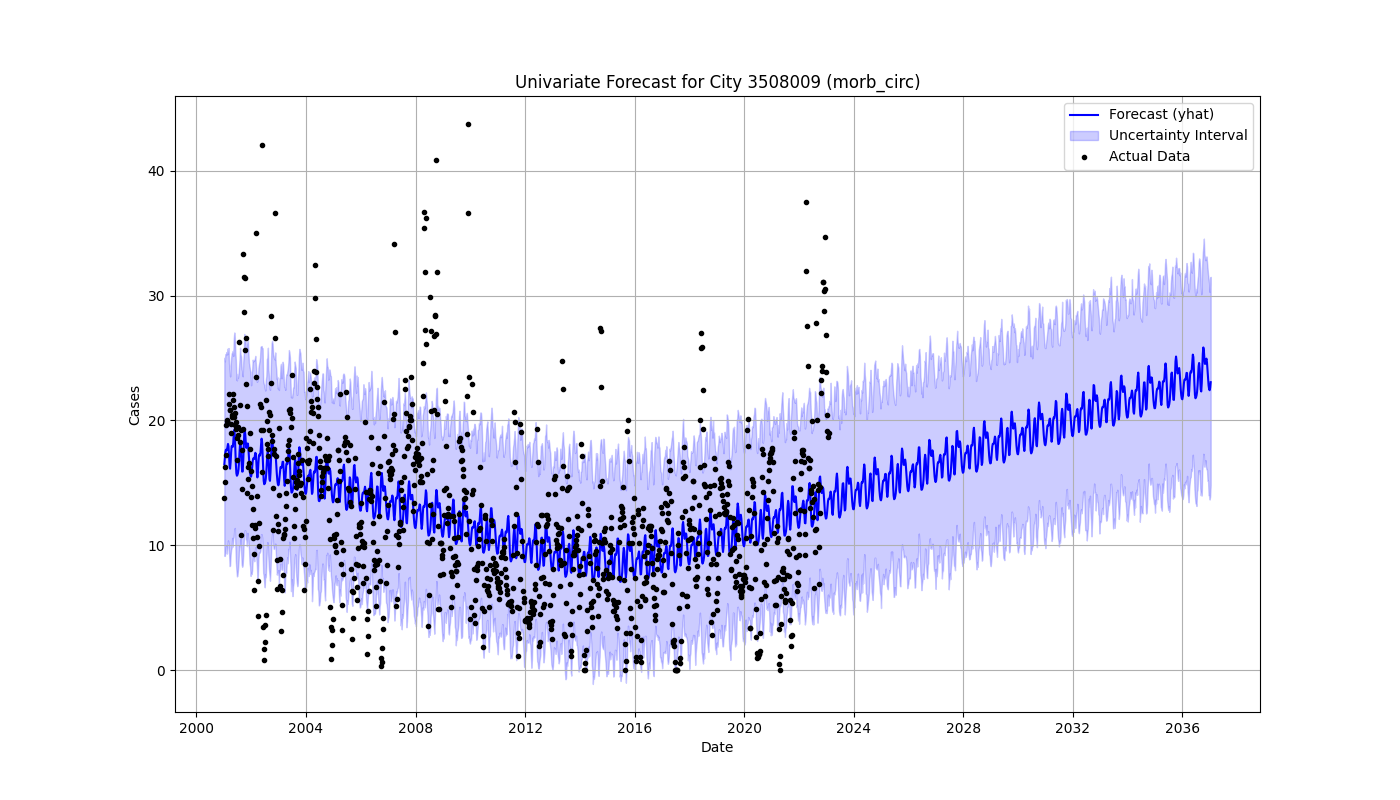 Univariate Forecast for City 3508009 (morb_circ)
Forecast (yhat)
Uncertainty Interval
Actual Data
Cases
40
30
20
10
0
2000 2004 2008 2012 2016 2020 2024 2028 2032 2036
Date